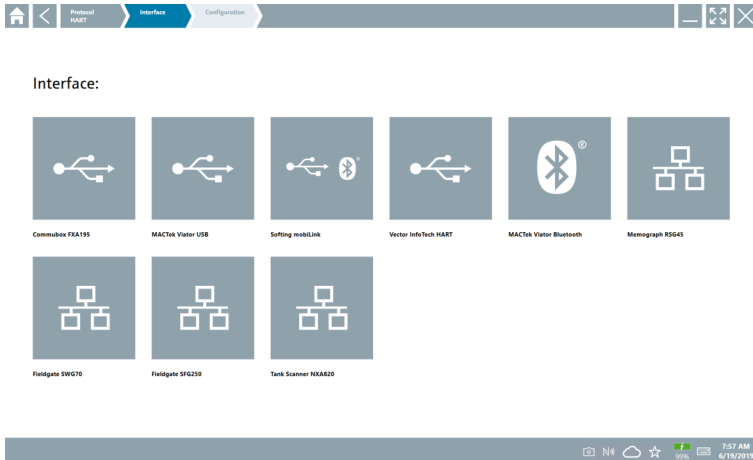 Protocol
HART
Interface
Configuration
Interface:
Commubox FXA195
MACTek Viator USB
Softing mobiLink
Vector InfoTech HART
MACTek Viator Bluetooth
Memograph RSG45
Fieldgate SWG70
Fieldgate SFG250
Tank Scanner NXA820
99%
7:57 AM
6/19/2019